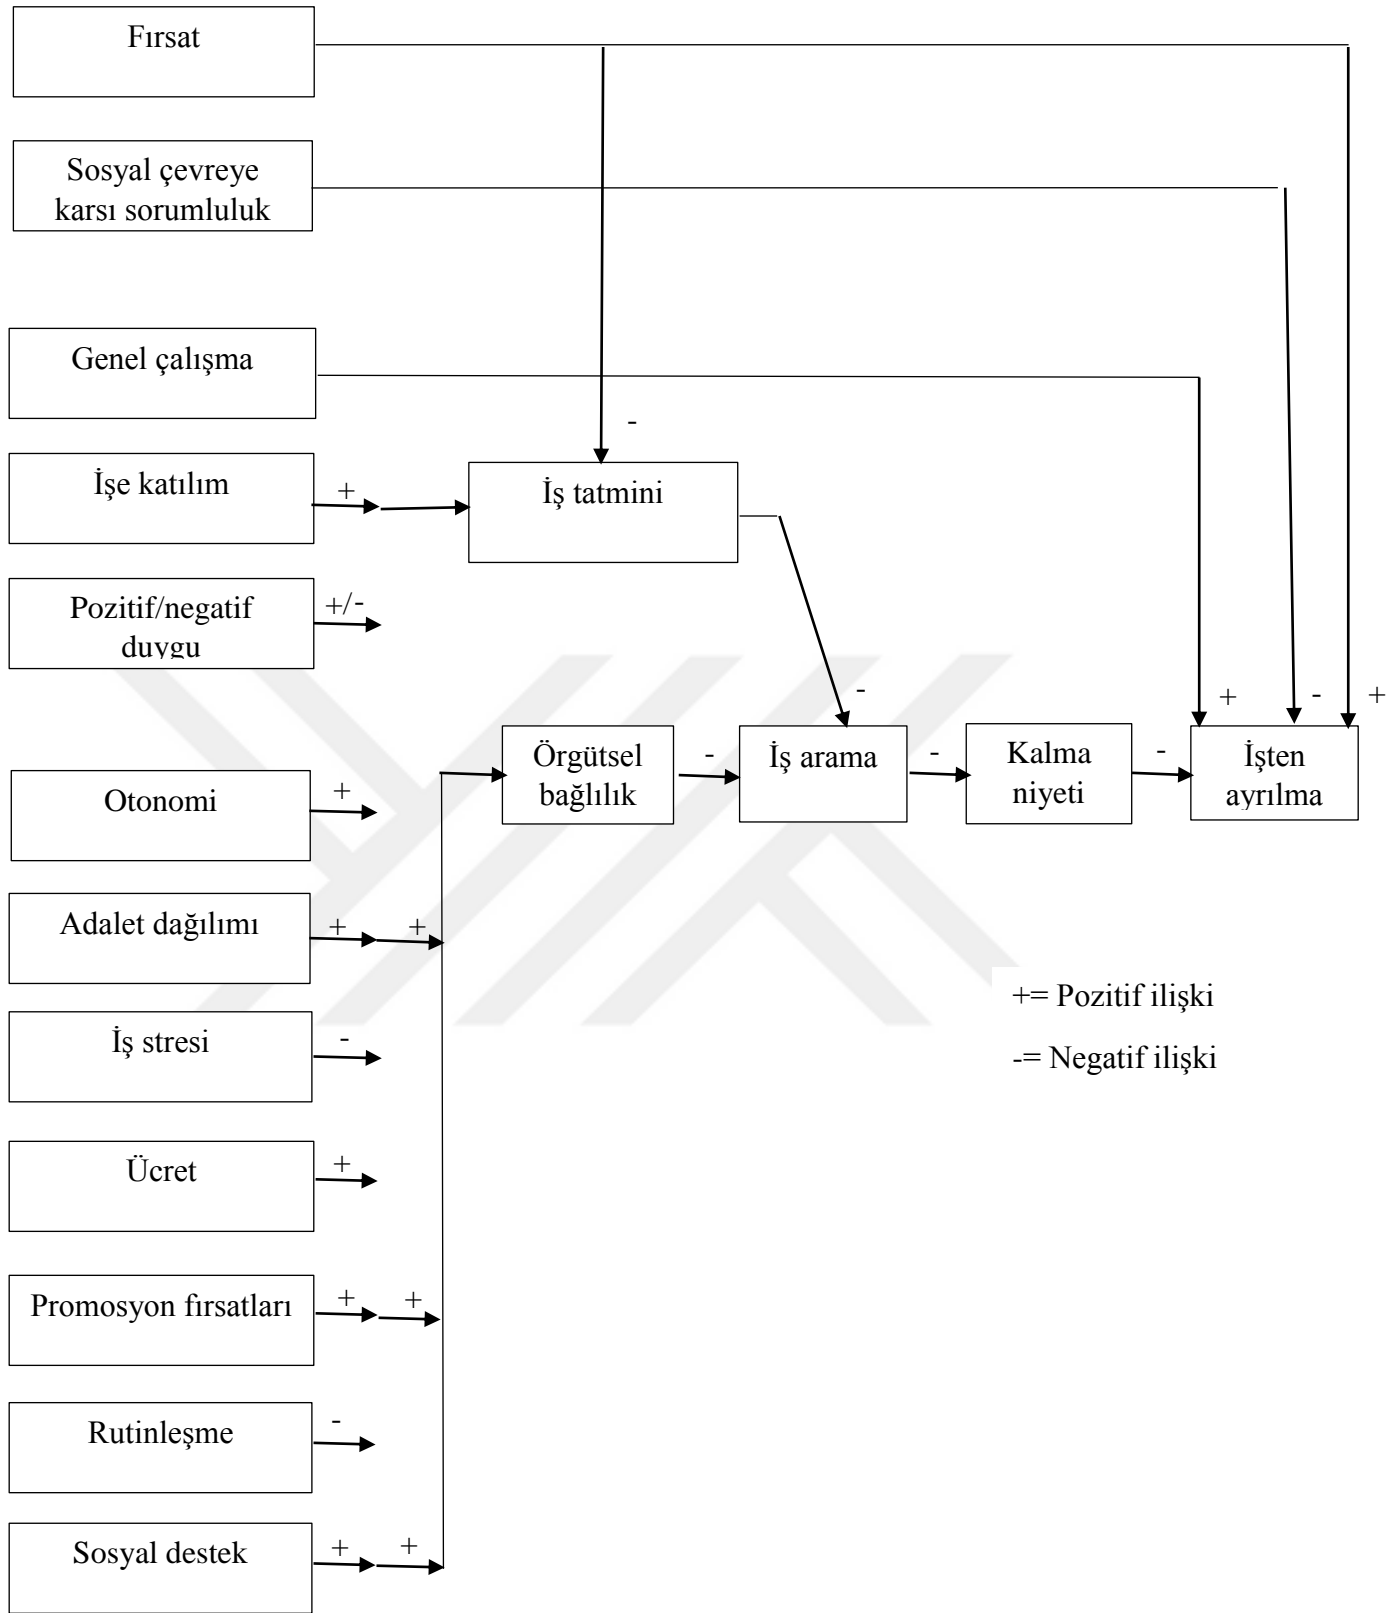 Fırsat
Sosyal çevreye
karsı sorumluluk
Genel çalışma
-
İşe katılım
+
İş tatmini
Pozitif/negatif
duygu
+/-
-
+
-
+
Örgütsel
bağlılık
-
İş arama
-
Kalma
niyeti
-
İşten
ayrılma
Otonomi
+
Adalet dağılımı
+
+
+= Pozitif ilişki
İş stresi
-
-= Negatif ilişki
Ücret
+
Promosyon fırsatları
+
+
Rutinleşme
-
Sosyal destek
+
+